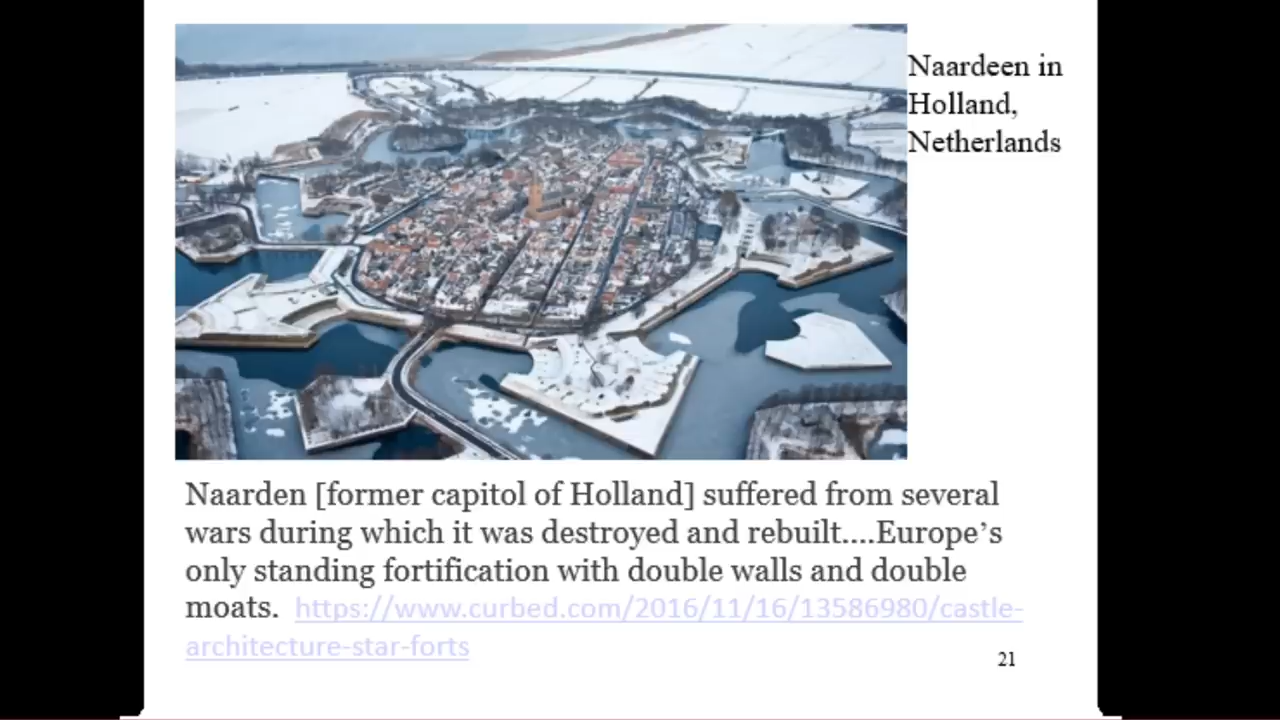 Naardeen in
Holland,
Netherlands
Naarden [former capitol of Holland] suffered from several
wars during which it was destroyed and rebuilt....Europe’s
only standing fortification with double walls and double
moats. https://www.curbed.com/2016/11/16/13586980/castle-
architecture-star-forts
21